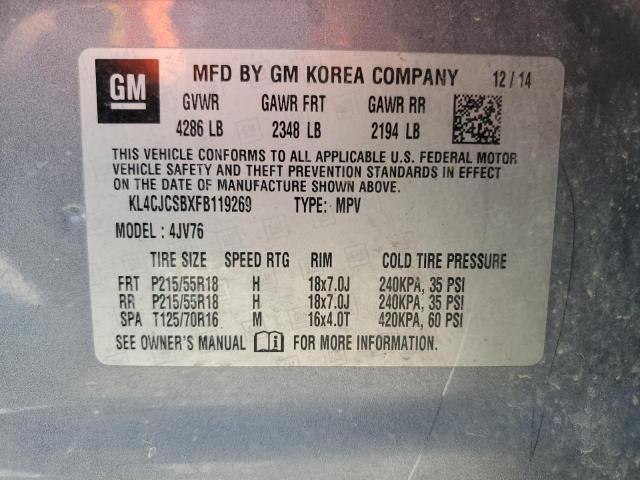 GM MFD BY GM KOREA COMPANY 12/14
GVWR GAWR FRT GAWR RR
4286 LB 2348 LB 2194 LB
THIS VEHICLE CONFORMS TO ALL APPLICABLE U.S. FEDERAL MOTOR
VEHICLE SAFETY AND THEFT PREVENTION STANDARDS IN EFFECT
ON THE DATE OF MANUFACTURE SHOWN ABOVE.
KL4CJCSBXFB119269 TYPE: MPV
MODEL : 4JV76
TIRE SIZE SPEED RTG RIM COLD TIRE PRESSURE
FRT P215/55R18 H 18x7.0J 240KPA, 35 PSI
RR P215/55R18 H 18x7.0J 240KPA, 35 PSI
SPA T125/70R16 M 16x4.0T 420KPA, 60 PSI
SEE OWNER'S MANUAL FOR MORE INFORMATION.